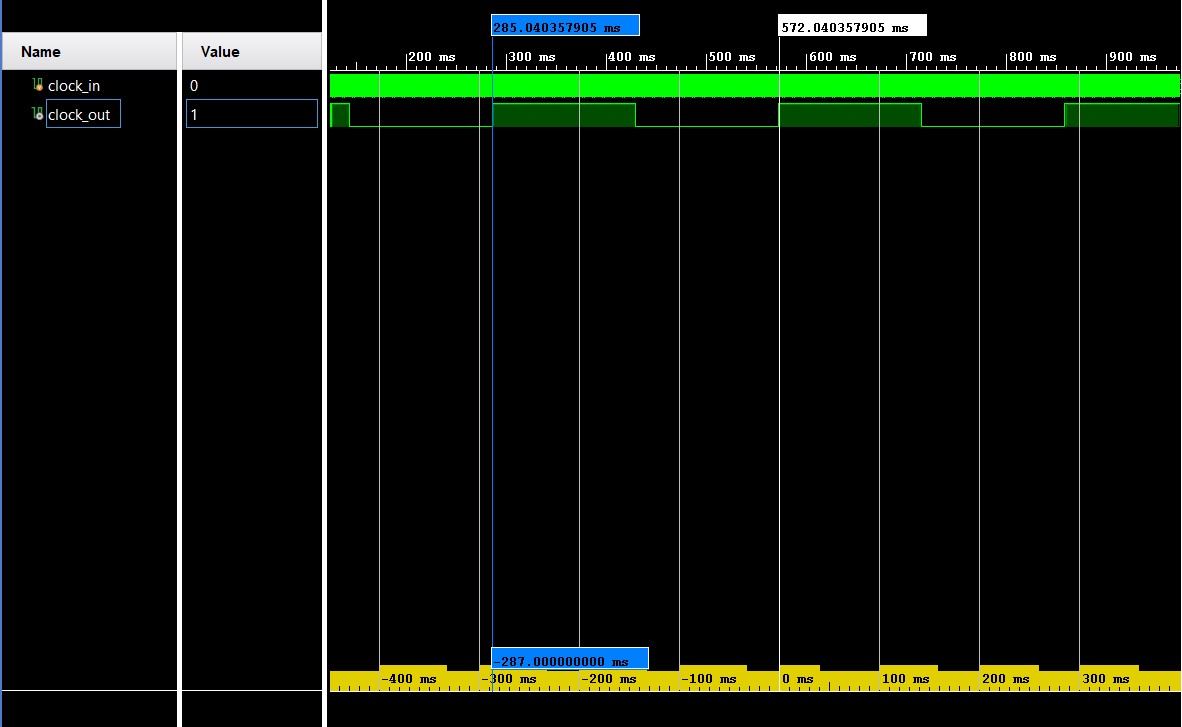 285.040357905 ms 572.040357905 ms
Name Value
200 ms 300 ms 400 ms 500 ms 600 ms 700 ms 800 ms 900 ms
clock_in 0
clock_out 1
-287.000000000 ms
-400 ms -300 ms -200 ms -100 ms 0 ms 100 ms 200 ms 300 ms